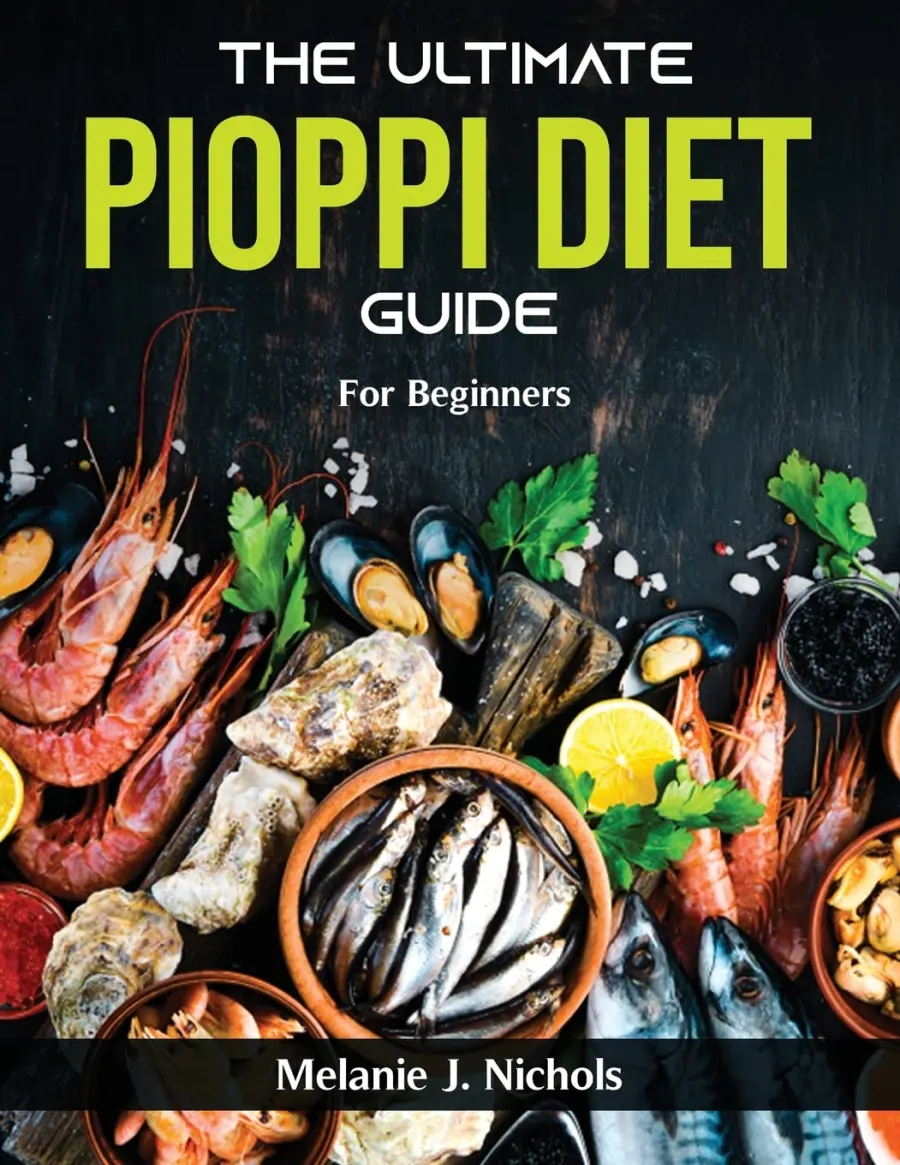 THE ULTIMATE
PIOPPI DIET
GUIDE
For Beginners
Melanie J. Nichols